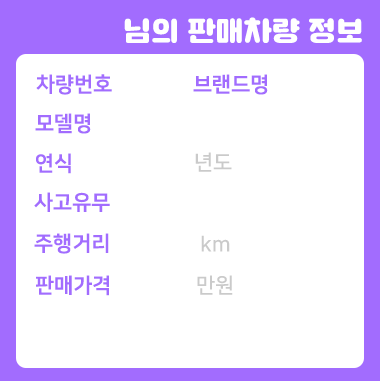 님의 판매차량 정보
차량번호 브랜드명
모델명
연식 년도
사고유무
주행거리 km
판매가격 만원